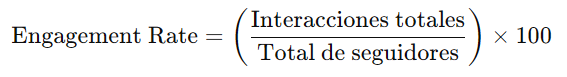 Engagement Rate = (Interacciones totales / Total de seguidores) × 100